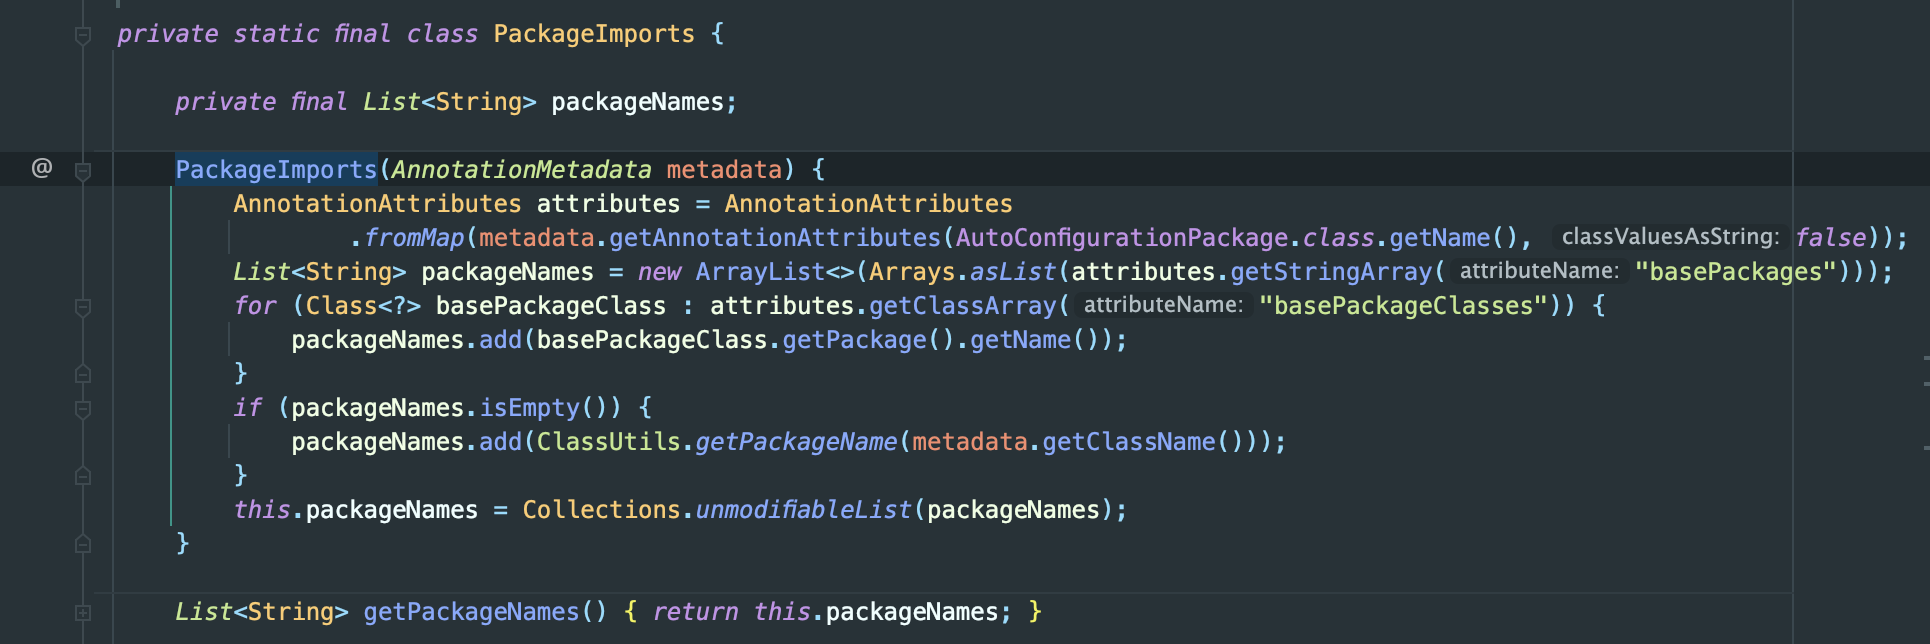 private static final class PackageImports {
private final List<String> packageNames;
@ PackageImports(AnnotationMetadata metadata) {
AnnotationAttributes attributes = AnnotationAttributes
.fromMap(metadata.getAnnotationAttributes(AutoConfigurationPackage.class.getName(), classValuesAsString: false));
List<String> packageNames = new ArrayList<>(Arrays.asList(attributes.getStringArray( attributeName: "basePackages")));
for (Class<?> basePackageClass : attributes.getClassArray( attributeName: "basePackageClasses")) {
packageNames.add(basePackageClass.getPackage().getName());
}
if (packageNames.isEmpty()) {
packageNames.add(ClassUtils.getPackageName(metadata.getClassName()));
}
this.packageNames = Collections.unmodifiableList(packageNames);
}
List<String> getPackageNames() { return this.packageNames; }